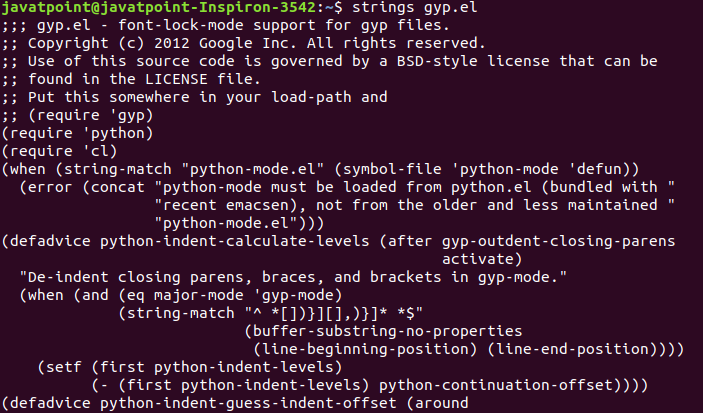 javatpoint@javatpoint-Inspiron-3542:~$ strings gyp.el
;;; gyp.el - font-lock-mode support for gyp files.
;; Copyright (c) 2012 Google Inc. All rights reserved.
;; Use of this source code is governed by a BSD-style license that can be
;; found in the LICENSE file.
;; Put this somewhere in your load-path and
;; (require 'gyp)
(require 'python)
(require 'cl)
(when (string-match "python-mode.el" (symbol-file 'python-mode 'defun))
  (error (concat "python-mode must be loaded from python.el (bundled with "
                 "recent emacsen), not from the older and less maintained "
                 "python-mode.el")))
(defadvice python-indent-calculate-levels (after gyp-outdent-closing-parens
                                                 activate)
  "De-indent closing parens, braces, and brackets in gyp-mode."
  (when (and (eq major-mode 'gyp-mode)
             (string-match "^ *[])}][],)}]* *$"
                           (buffer-substring-no-properties
                            (line-beginning-position) (line-end-position))))
    (setf (first python-indent-levels)
          (- (first python-indent-levels) python-continuation-offset))))
(defadvice python-indent-guess-indent-offset (around